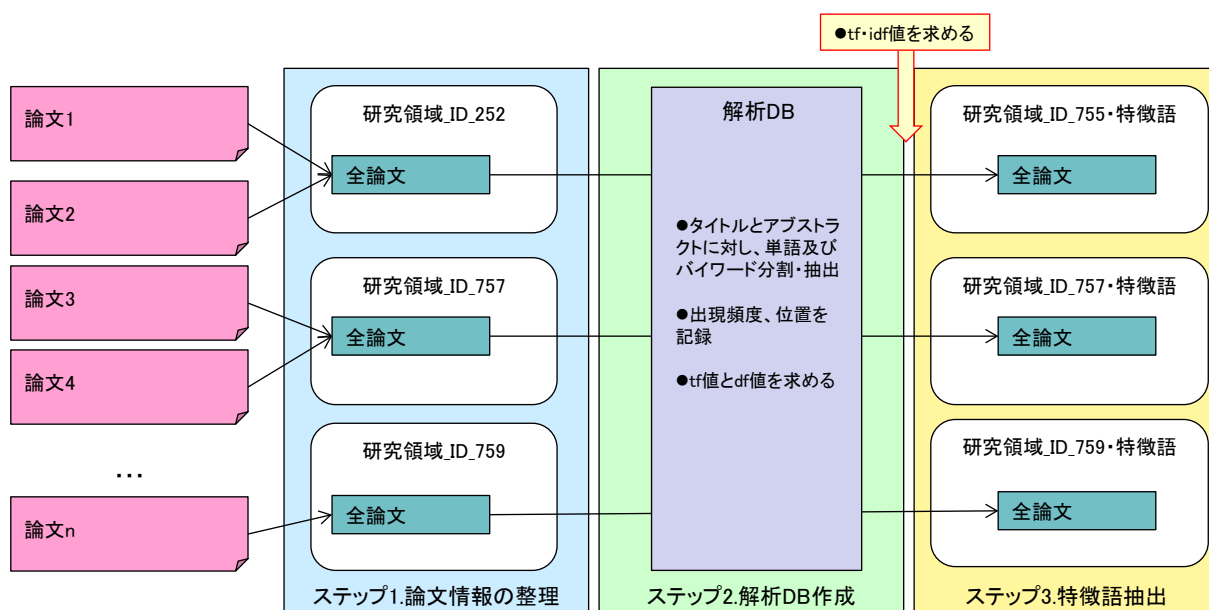 ●tf・idf値を求める
論文1
論文2
論文3
論文4
...
論文n
研究領域_ID_252
全論文
研究領域_ID_757
全論文
研究領域_ID_759
全論文
ステップ1.論文情報の整理
解析DB
●タイトルとアブストラ
クトに対し、単語及び
バイワード分割・抽出
●出現頻度、位置を
記録
●tf値とdf値を求める
ステップ2.解析DB作成
研究領域_ID_755・特徴語
全論文
研究領域_ID_757・特徴語
全論文
研究領域_ID_759・特徴語
全論文
ステップ3.特徴語抽出